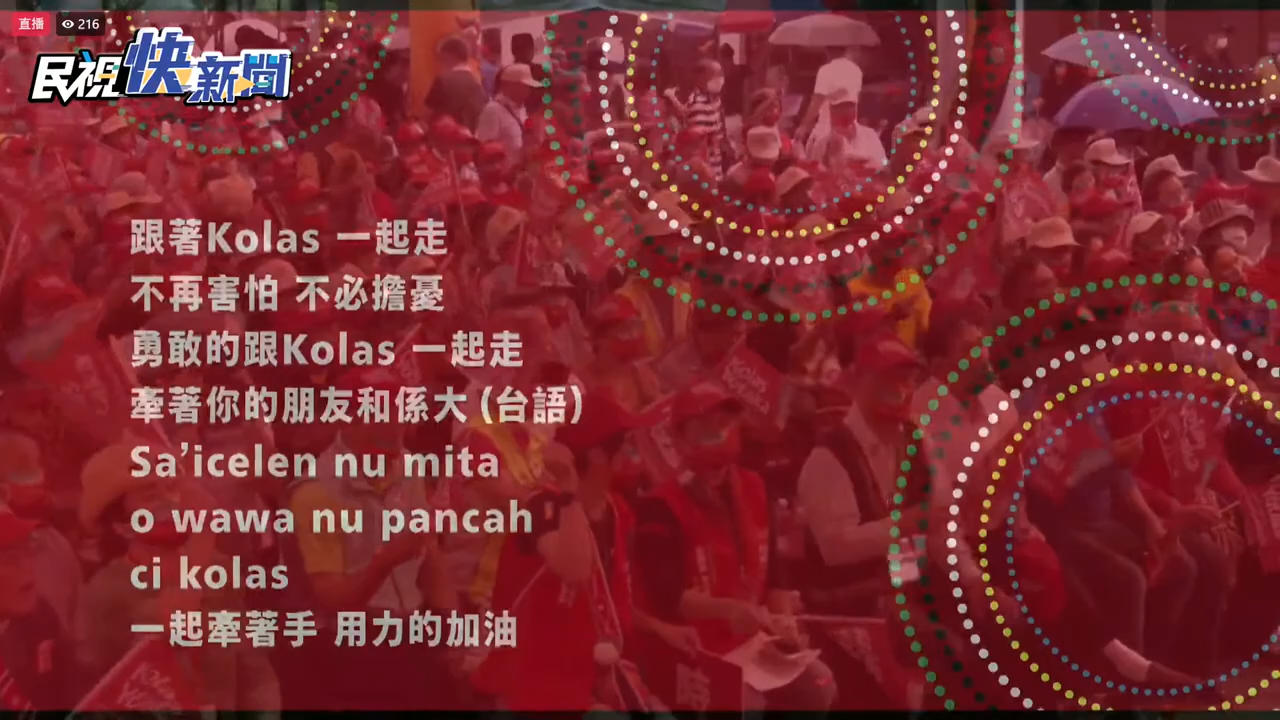 直播
216
民視快新聞
跟著Kolas 一起走
不再害怕 不必擔憂
勇敢的跟Kolas 一起走
牽著你的朋友和係大(台語)
Sa'icelen nu mita
o wawa nu pancah
ci kolas
一起牽著手 用力的加油